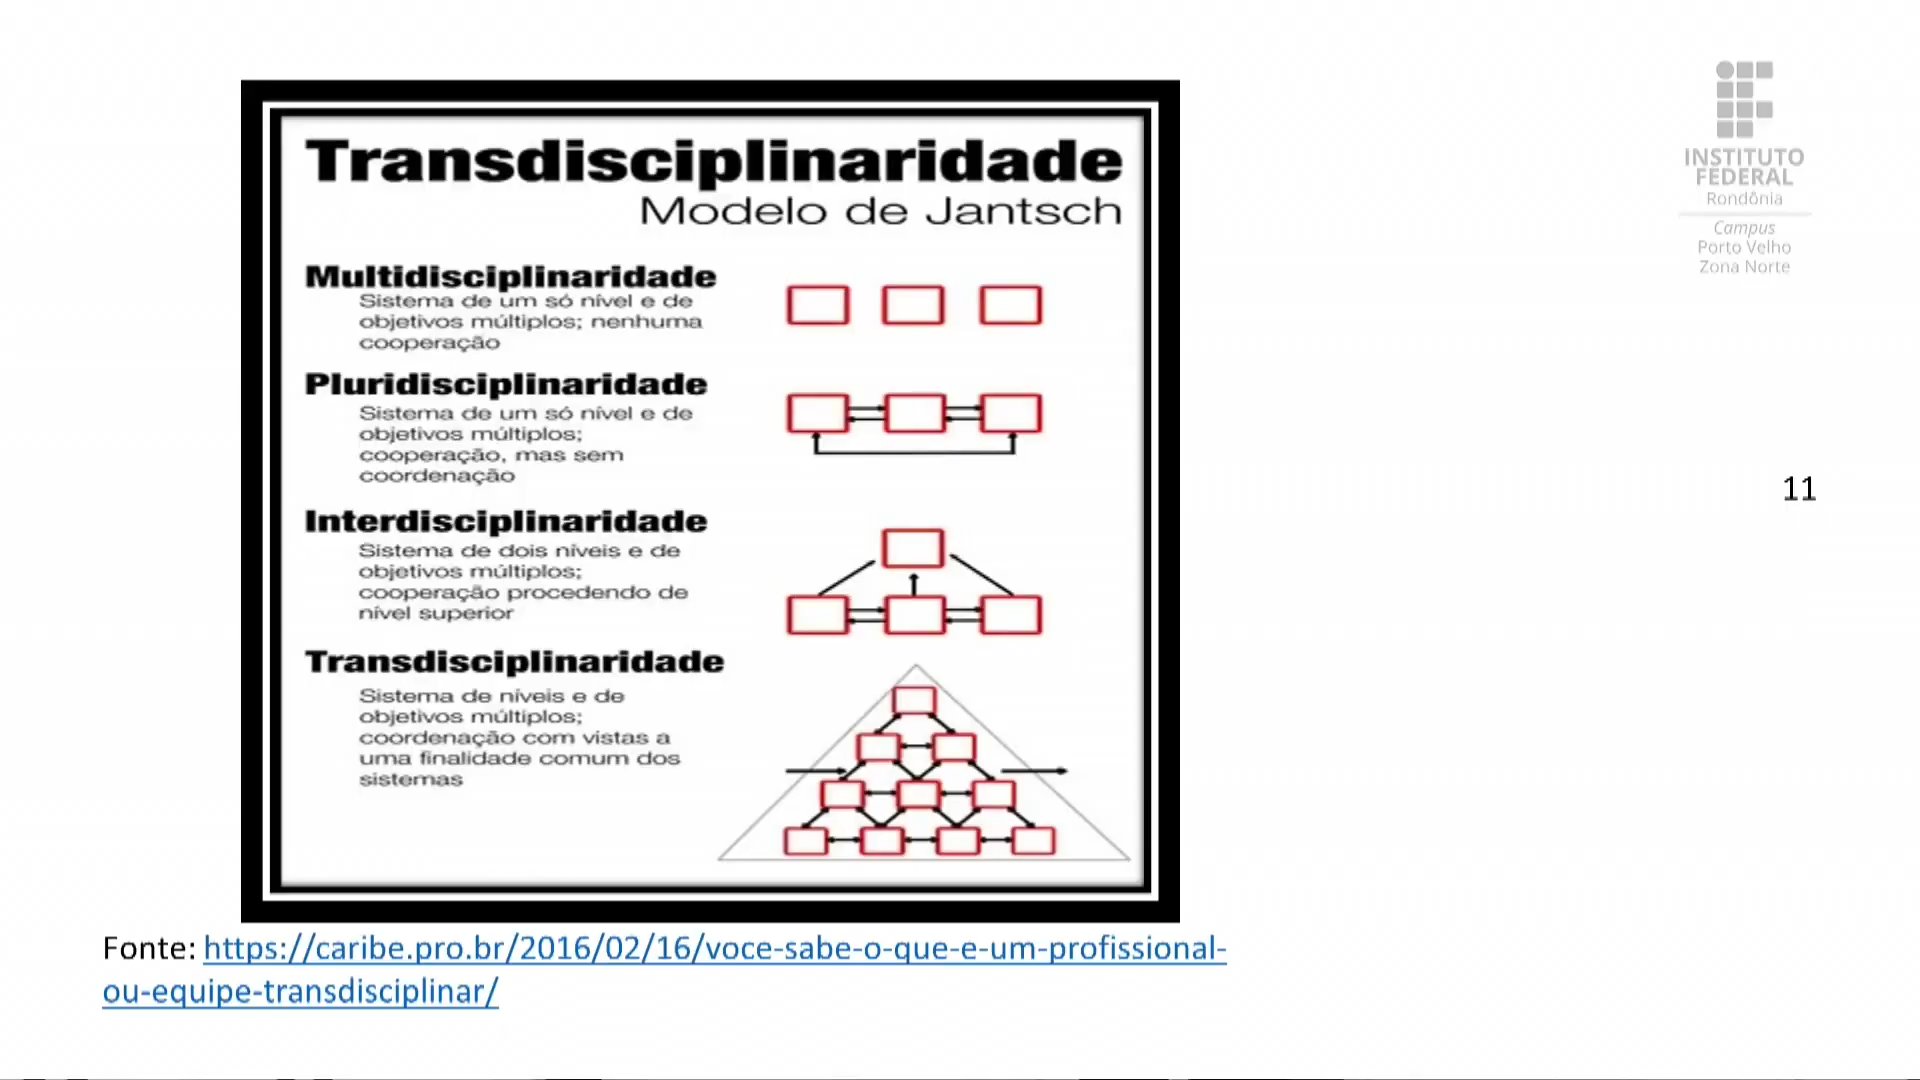 Transdisciplinaridade
Modelo de Jantsch
Multidisciplinaridade
Sistema de um só nível e de
objetivos múltiplos; nenhuma
cooperação
Pluridisciplinaridade
Sistema de um só nível e de
objetivos múltiplos;
cooperação, mas sem
coordenação
Interdisciplinaridade
Sistema de dois níveis e de
objetivos múltiplos;
cooperação procedendo de
nível superior
Transdisciplinaridade
Sistema de níveis e de
objetivos múltiplos;
coordenação com vistas a
uma finalidade comum dos
sistemas
Fonte: https://caribe.pro.br/2016/02/16/voce-sabe-o-que-e-um-profissional-
ou-equipe-transdisciplinar/
INSTITUTO
FEDERAL
Rondônia
Campus
Porto Velho
Zona Norte
11